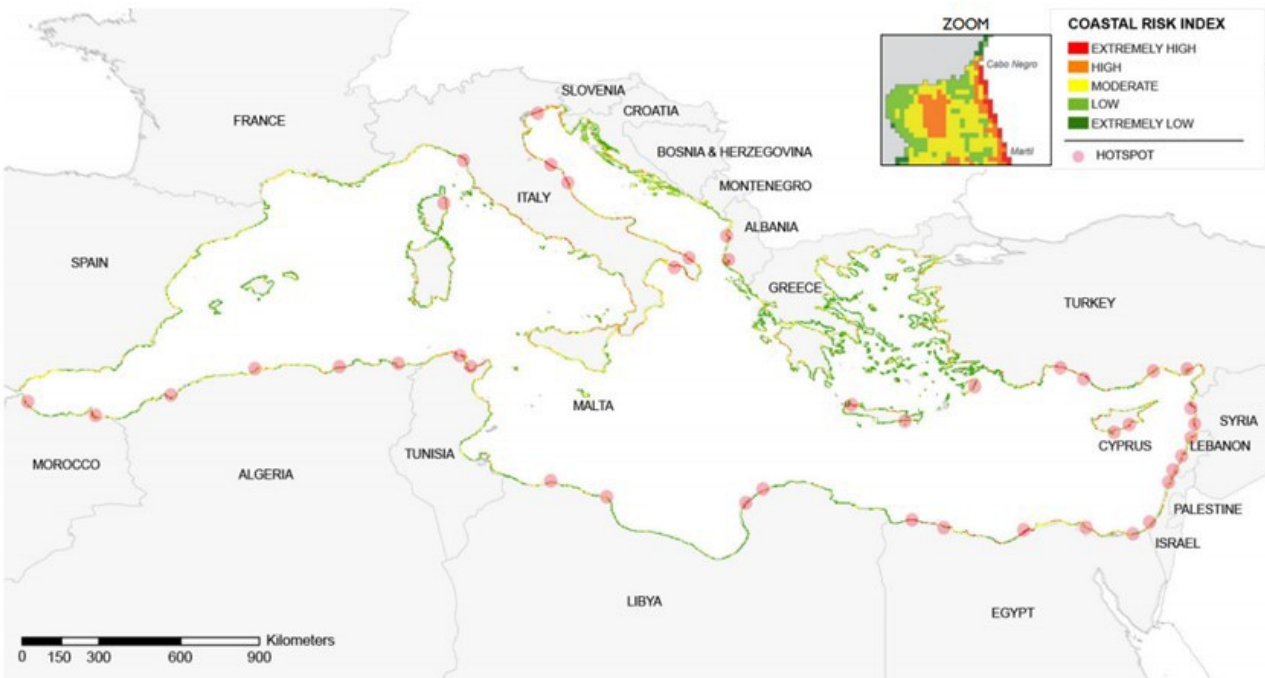 ZOOM
Cabo Negro
Martil
COASTAL RISK INDEX
EXTREMELY HIGH
HIGH
MODERATE
LOW
EXTREMELY LOW
HOTSPOT
SLOVENIA
CROATIA
FRANCE
BOSNIA & HERZEGOVINA
MONTENEGRO
ITALY
ALBANIA
SPAIN
GREECE
TURKEY
MALTA
SYRIA
CYPRUS
LEBANON
TUNISIA
MOROCCO
ALGERIA
PALESTINE
ISRAEL
LIBYA
EGYPT
Kilometers
0 150 300 600 900